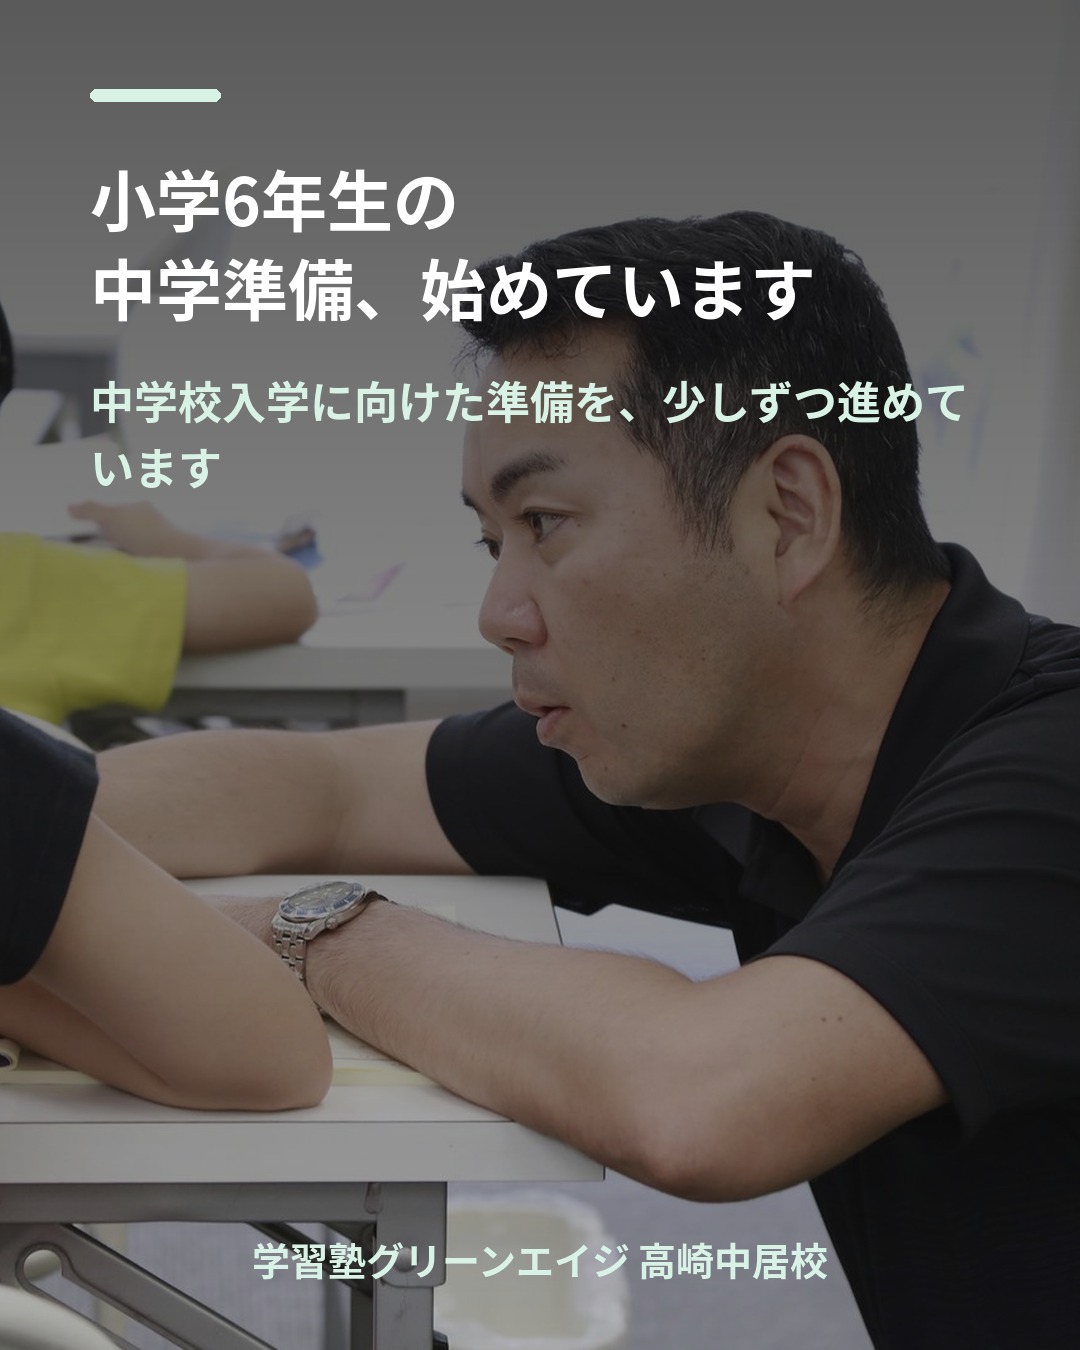 小学6年生の
中学準備、始めています
中学校入学に向けた準備を、少しずつ進めて
います
学習塾グリーンエイジ 高崎中居校